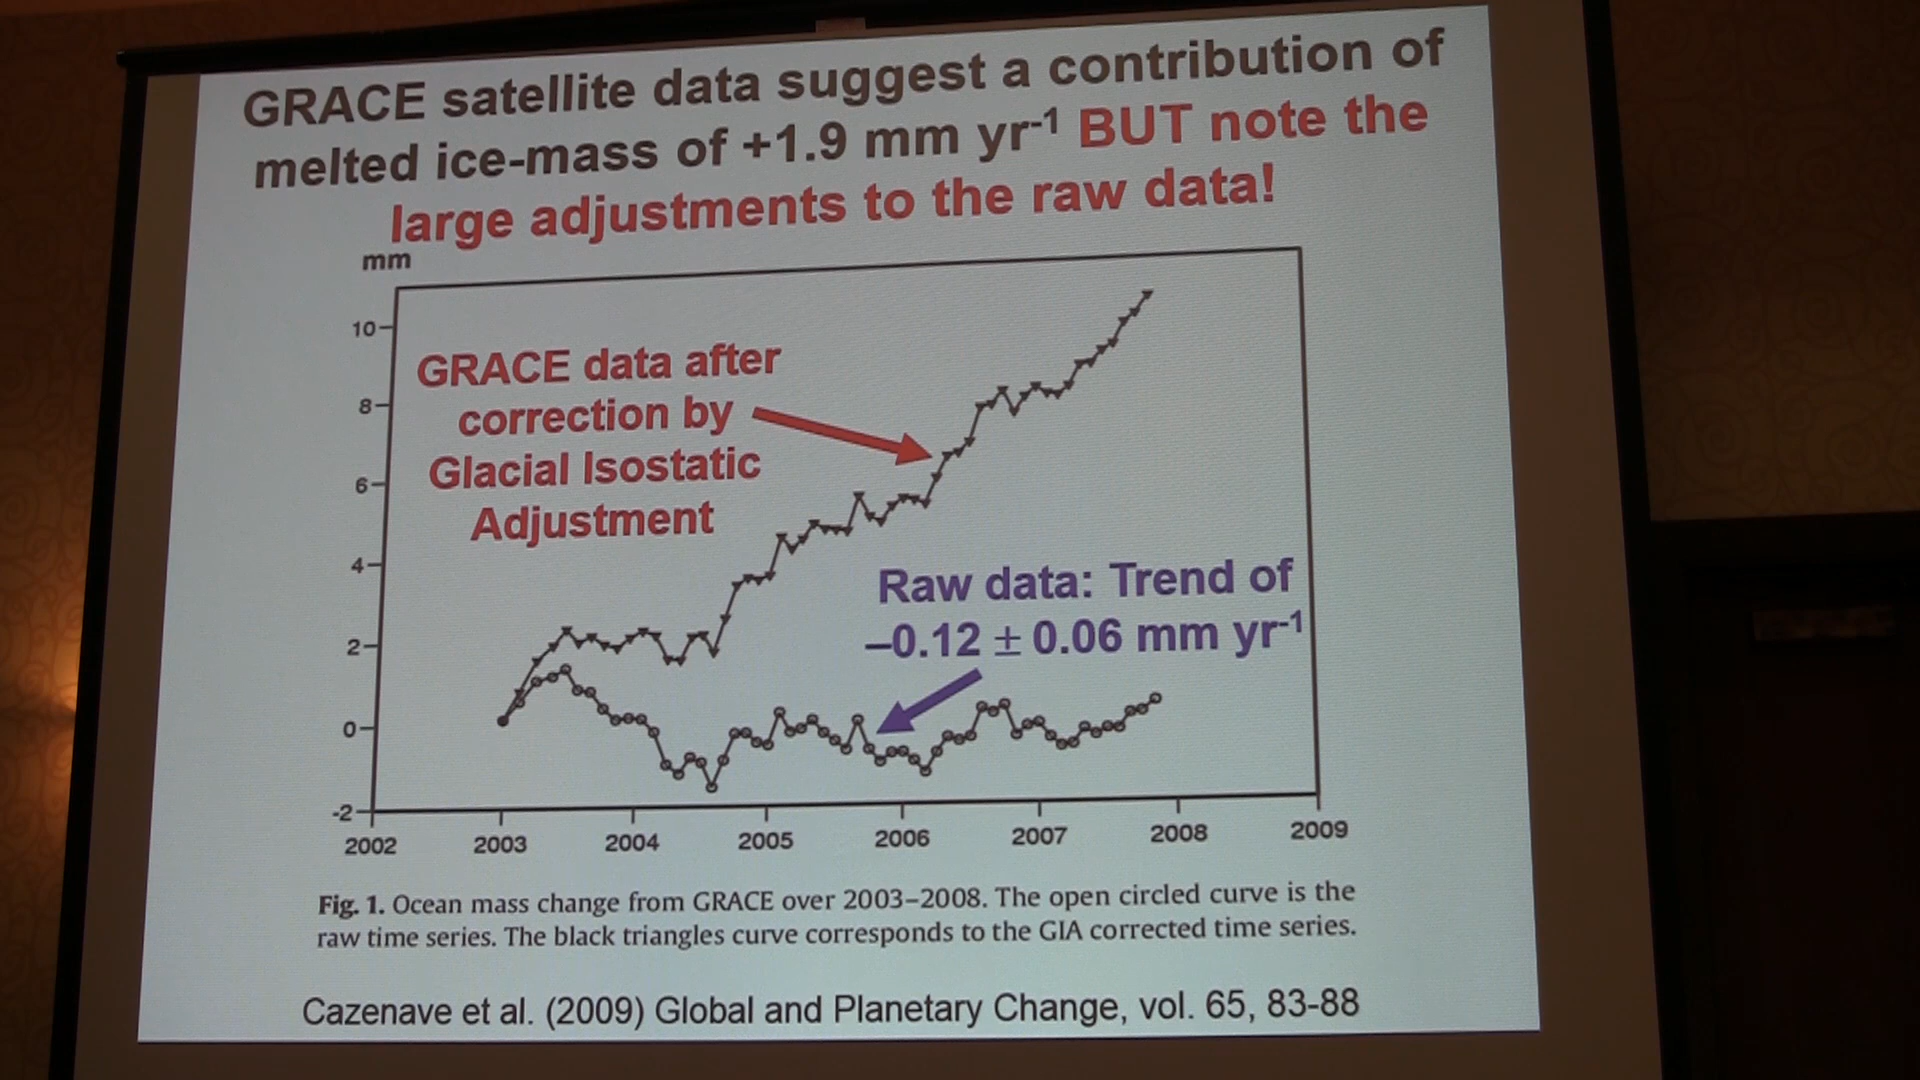 GRACE satellite data suggest a contribution of
melted ice-mass of +1.9 mm yr-1 BUT note the
large adjustments to the raw data!
mm
10
GRACE data after
correction by
Glacial Isostatic
Adjustment
8
6
4
Raw data: Trend of
–0.12 ± 0.06 mm yr-1
2
0
-2
2002 2003 2004 2005 2006 2007 2008 2009
Fig. 1. Ocean mass change from GRACE over 2003–2008. The open circled curve is the
raw time series. The black triangles curve corresponds to the GIA corrected time series.
Cazenave et al. (2009) Global and Planetary Change, vol. 65, 83-88